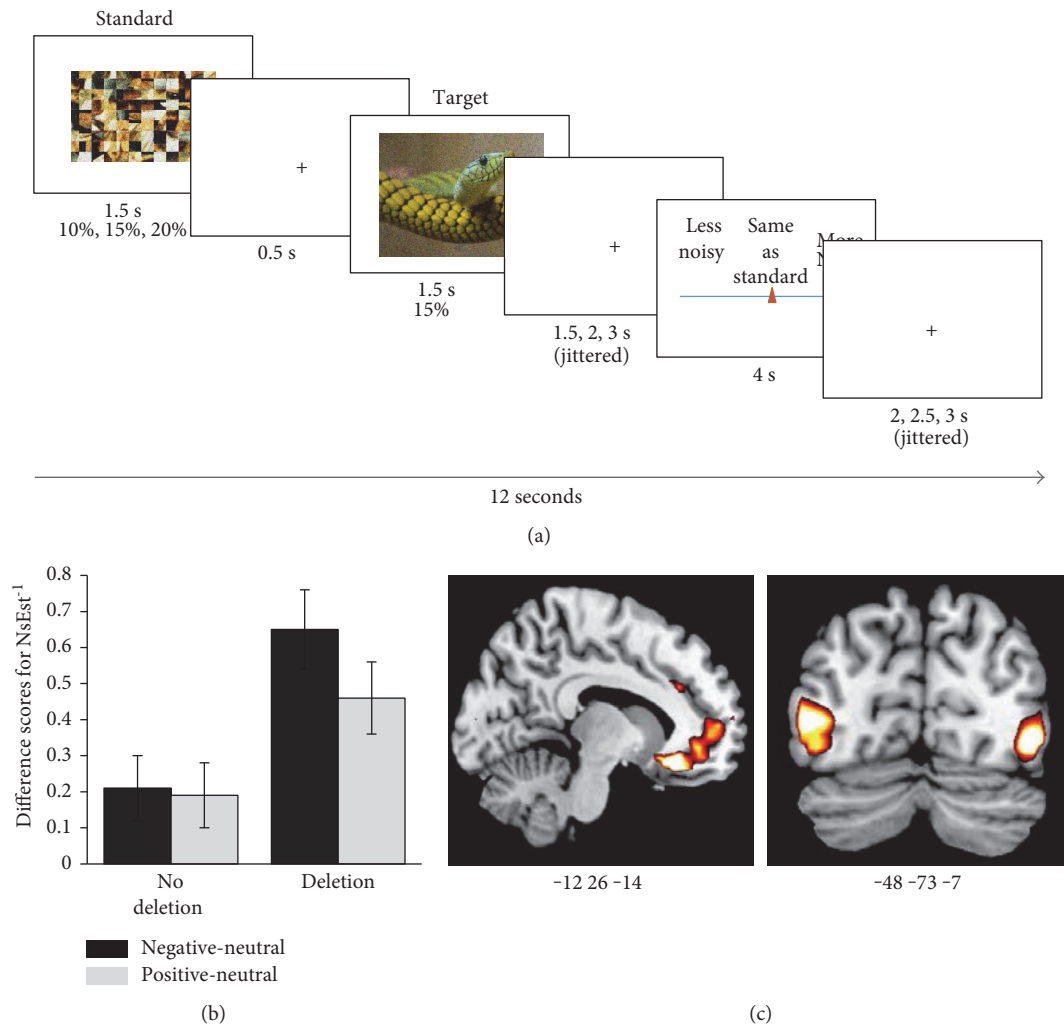 Standard
1.5 s
10%, 15%, 20%
+
0.5 s
Target
1.5 s
15%
+
1.5, 2, 3 s
(jittered)
Less
noisy
Same
as
standard
4 s
+
2, 2.5, 3 s
(jittered)
12 seconds
(a)
Difference scores for NsEst⁻¹
0.8
0.7
0.6
0.5
0.4
0.3
0.2
0.1
0
No
deletion
Deletion
Negative-neutral
Positive-neutral
(b)
-12 26 -14
-48 -73 -7
(c)